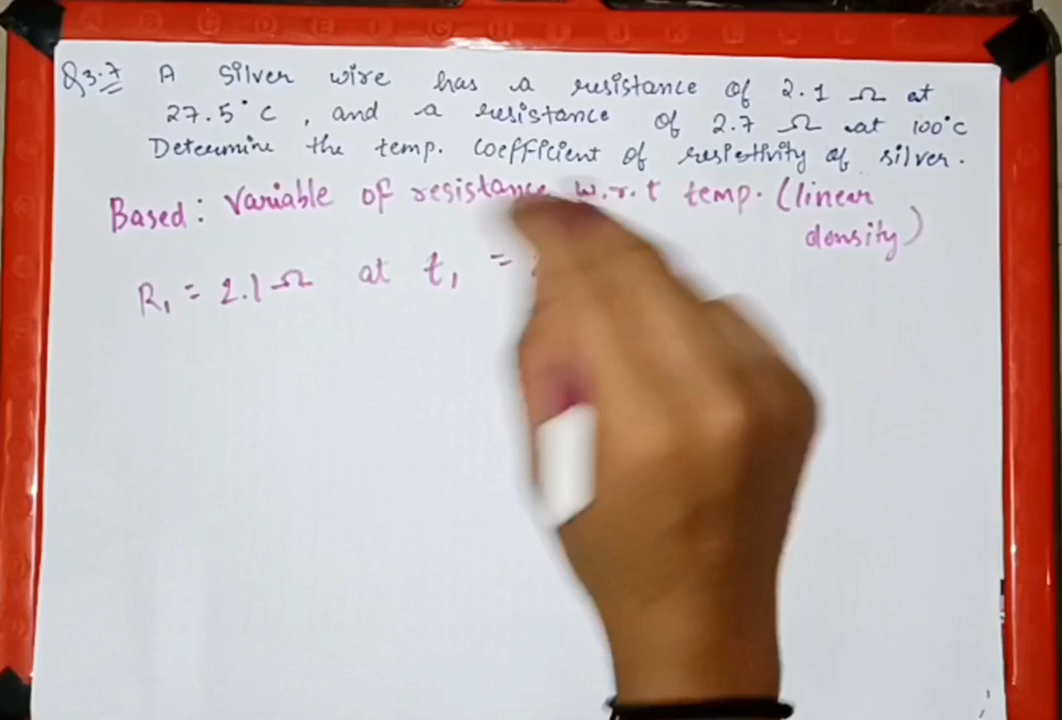 Q3.7 A Silver wire has a resistance of 2.1 Ω at
27.5°C , and a resistance of 2.7 Ω at 100°C
Determine the temp. coefficient of resistivity of silver.
Based : Variable of resistance w.r.t temp. (linear
density)
R₁ = 2.1 Ω at t₁ =